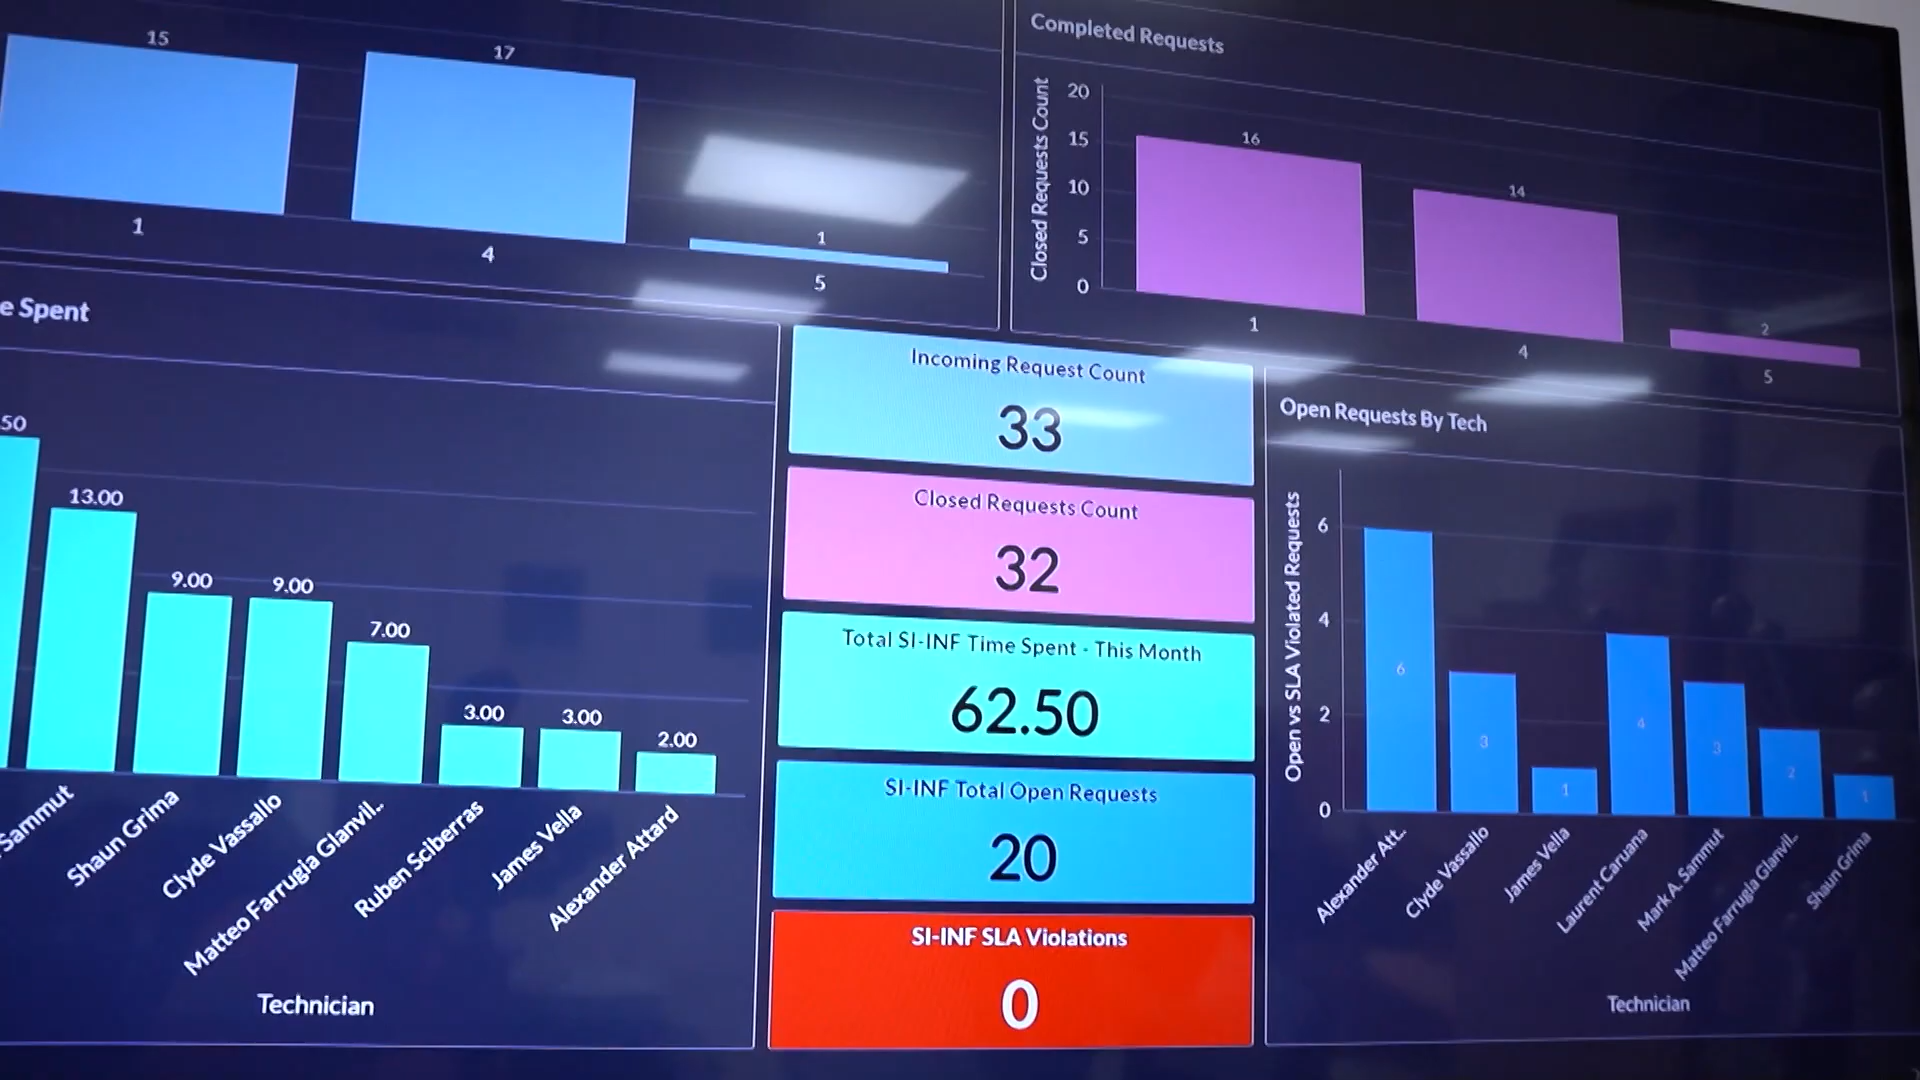 15
17
1
1
4
5
Completed Requests
Closed Requests Count
20
15
10
5
0
16
14
2
1
4
5
e Spent
50
13.00
9.00
9.00
7.00
3.00
3.00
2.00
Sammut
Shaun Grima
Clyde Vassallo
Matteo Farrugia Glanvil..
Ruben Sciberras
James Vella
Alexander Attard
Technician
Incoming Request Count
33
Closed Requests Count
32
Total SI-INF Time Spent - This Month
62.50
SI-INF Total Open Requests
20
SI-INF SLA Violations
0
Open Requests By Tech
Open vs SLA Violated Requests
6
4
2
0
6
3
1
4
3
2
1
Alexander Att..
Clyde Vassallo
James Vella
Laurent Caruana
Mark A. Sammut
Matteo Farrugia Glanvil..
Shaun Grima
Technician